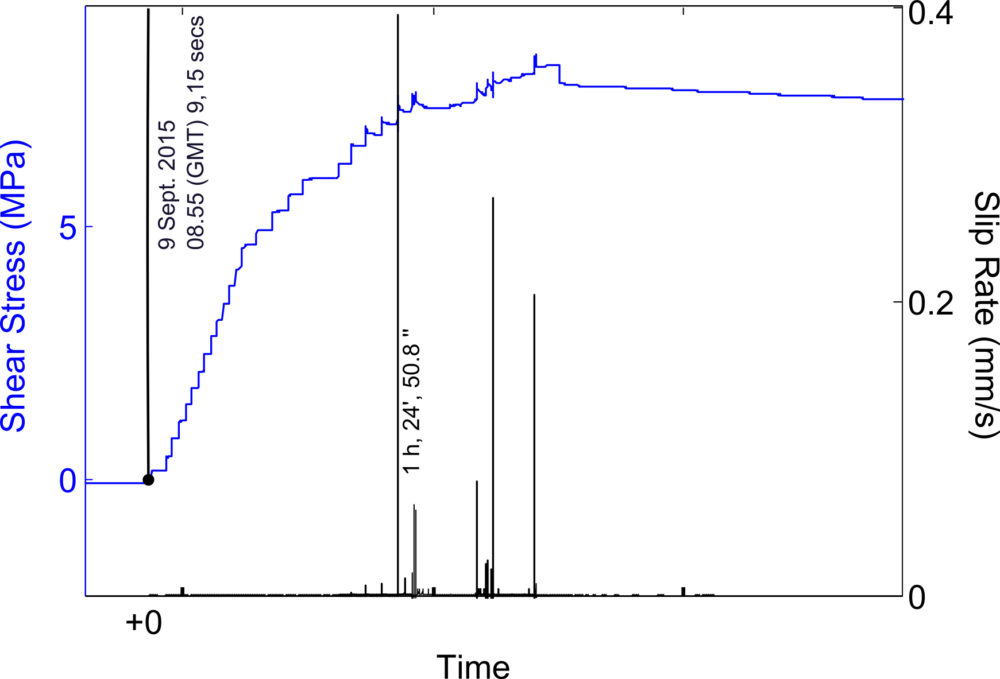 Shear Stress (MPa)
5
0
9 Sept. 2015
08.55 (GMT) 9,15 secs
1 h, 24', 50.8 "
0.4
0.2
0
Slip Rate (mm/s)
+0
Time